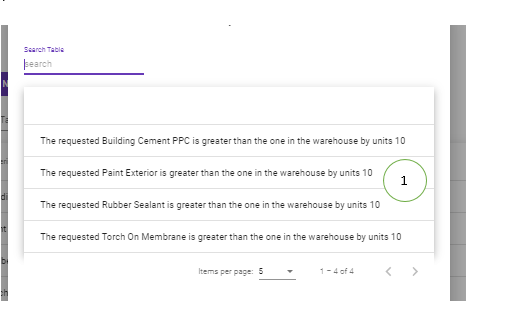 Search Table
search
The requested Building Cement PPC is greater than the one in the warehouse by units 10
The requested Paint Exterior is greater than the one in the warehouse by units 10
1
The requested Rubber Sealant is greater than the one in the warehouse by units 10
The requested Torch On Membrane is greater than the one in the warehouse by units 10
Items per page: 5
1 – 4 of 4